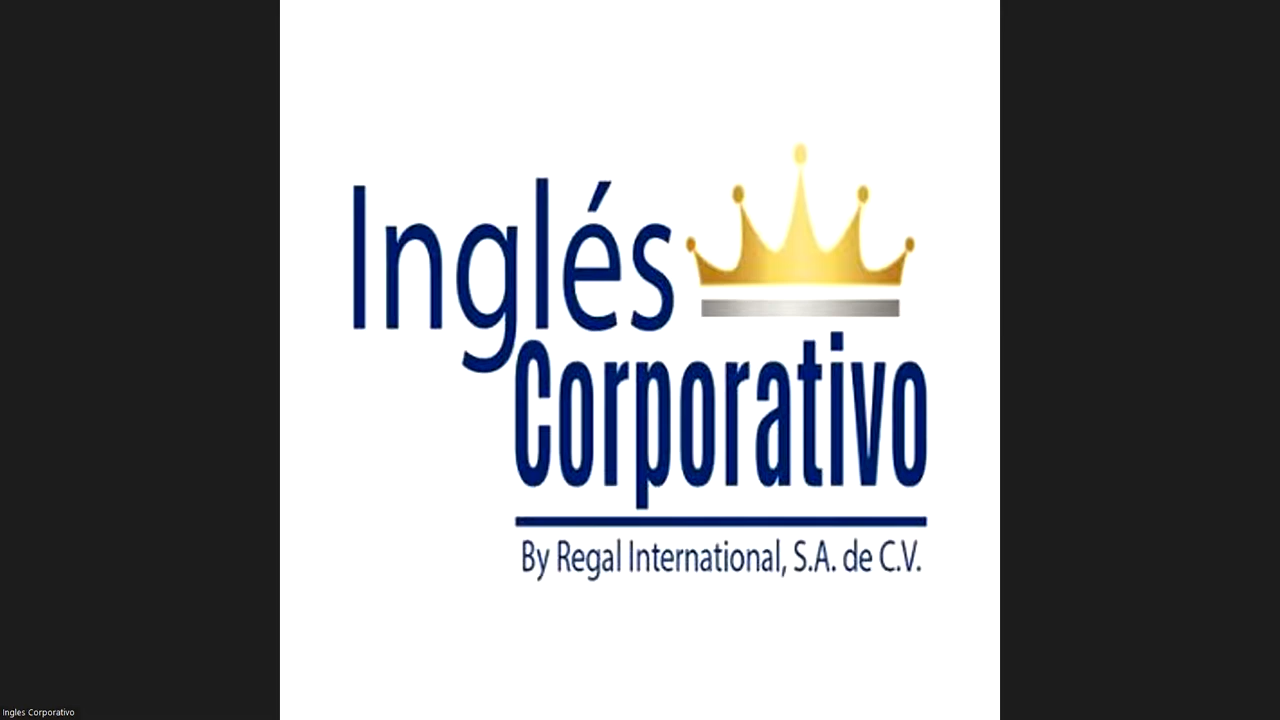 Inglés
Corporativo
By Regal International, S.A. de C.V.
Ingles Corporativo